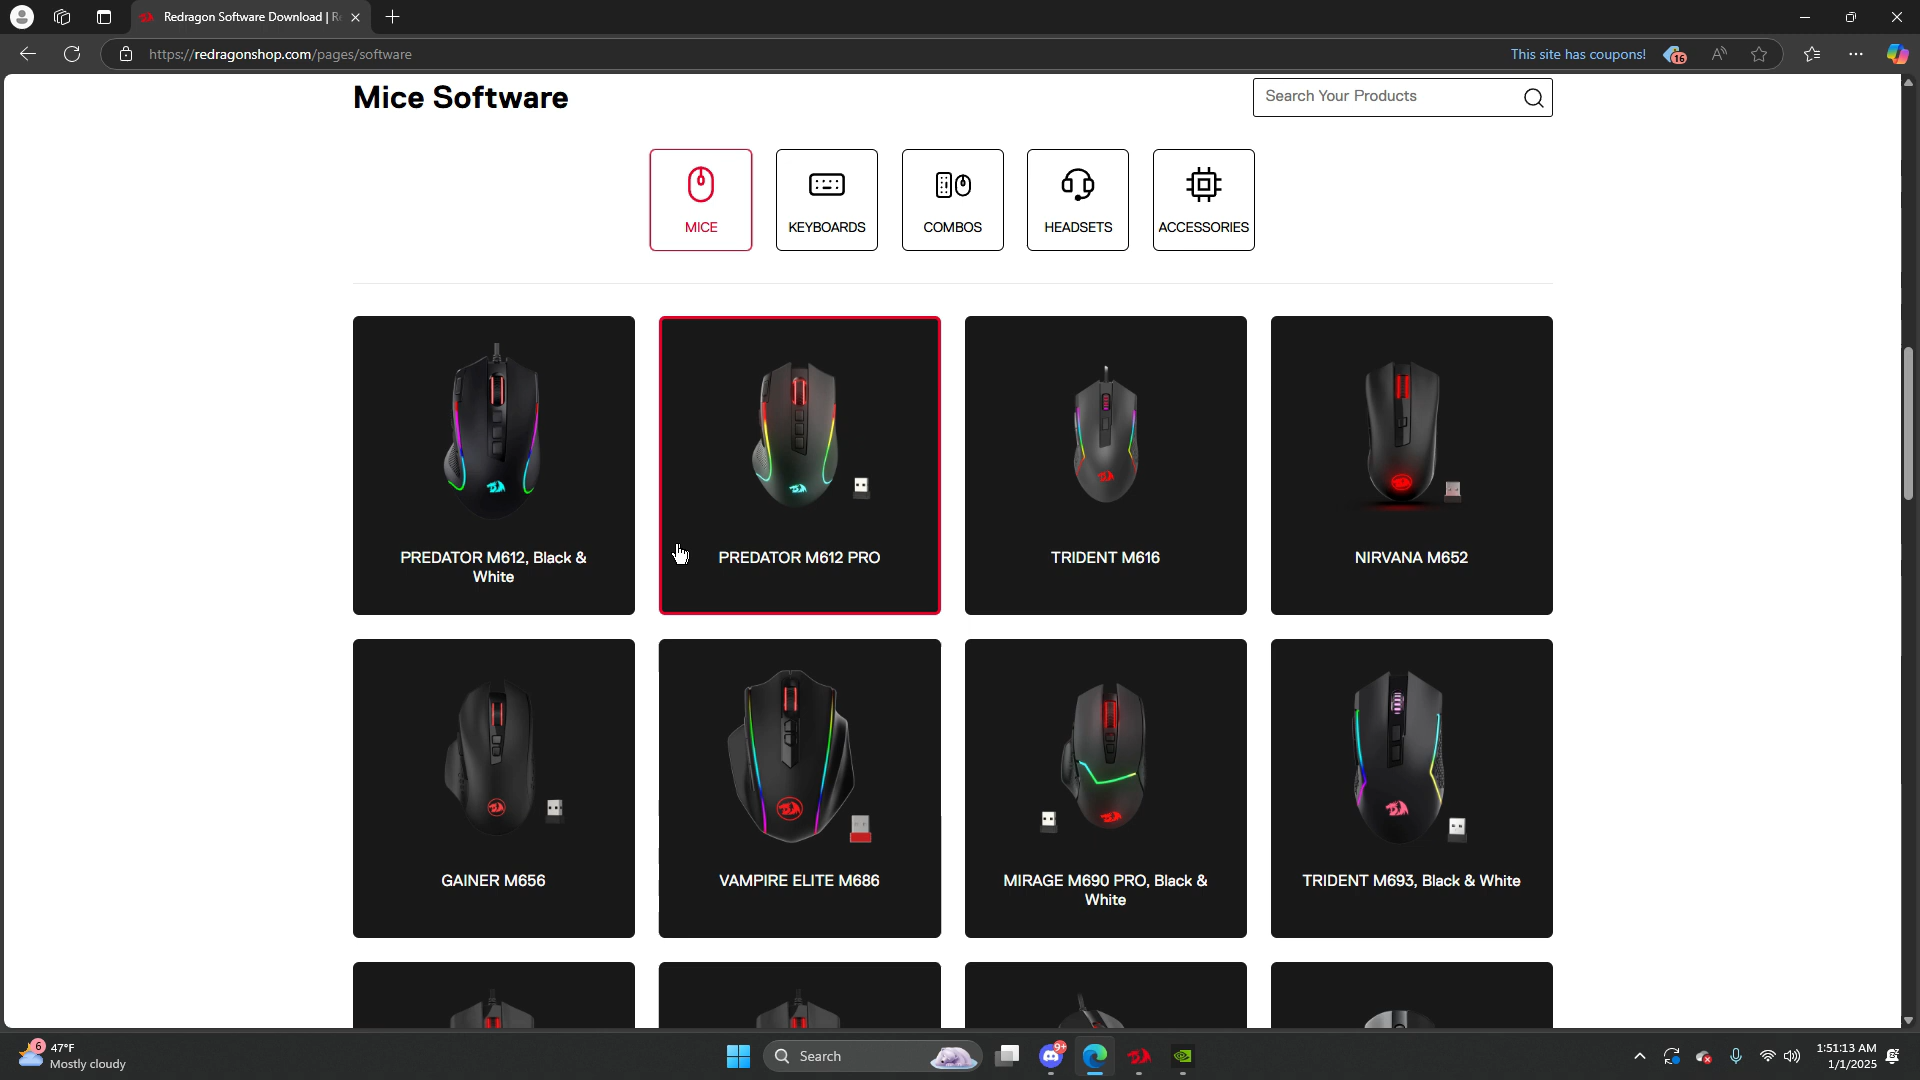 Redragon Software Download | R
https://redragonshop.com/pages/software
This site has coupons!
16
Mice Software
Search Your Products
MICE
KEYBOARDS
COMBOS
HEADSETS
ACCESSORIES
PREDATOR M612, Black &
White
PREDATOR M612 PRO
TRIDENT M616
NIRVANA M652
GAINER M656
VAMPIRE ELITE M686
MIRAGE M690 PRO, Black &
White
TRIDENT M693, Black & White
6
47°F
Mostly cloudy
Search
9+
1:51:13 AM
1/1/2025